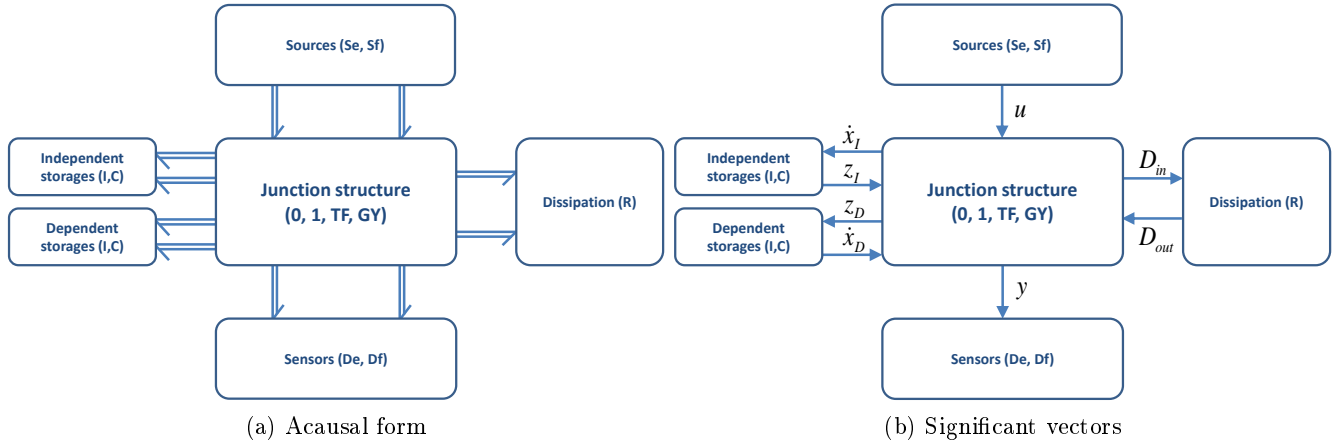 Sources (Se, Sf)
Independent
storages (I,C)
Dependent
storages (I,C)
Junction structure
(0, 1, TF, GY)
Dissipation (R)
Sensors (De, Df)
(a) Acausal form
Sources (Se, Sf)
u
Independent
storages (I,C)
ẋ_I
z_I
Dependent
storages (I,C)
z_D
ẋ_D
Junction structure
(0, 1, TF, GY)
D_in
D_out
Dissipation (R)
y
Sensors (De, Df)
(b) Significant vectors